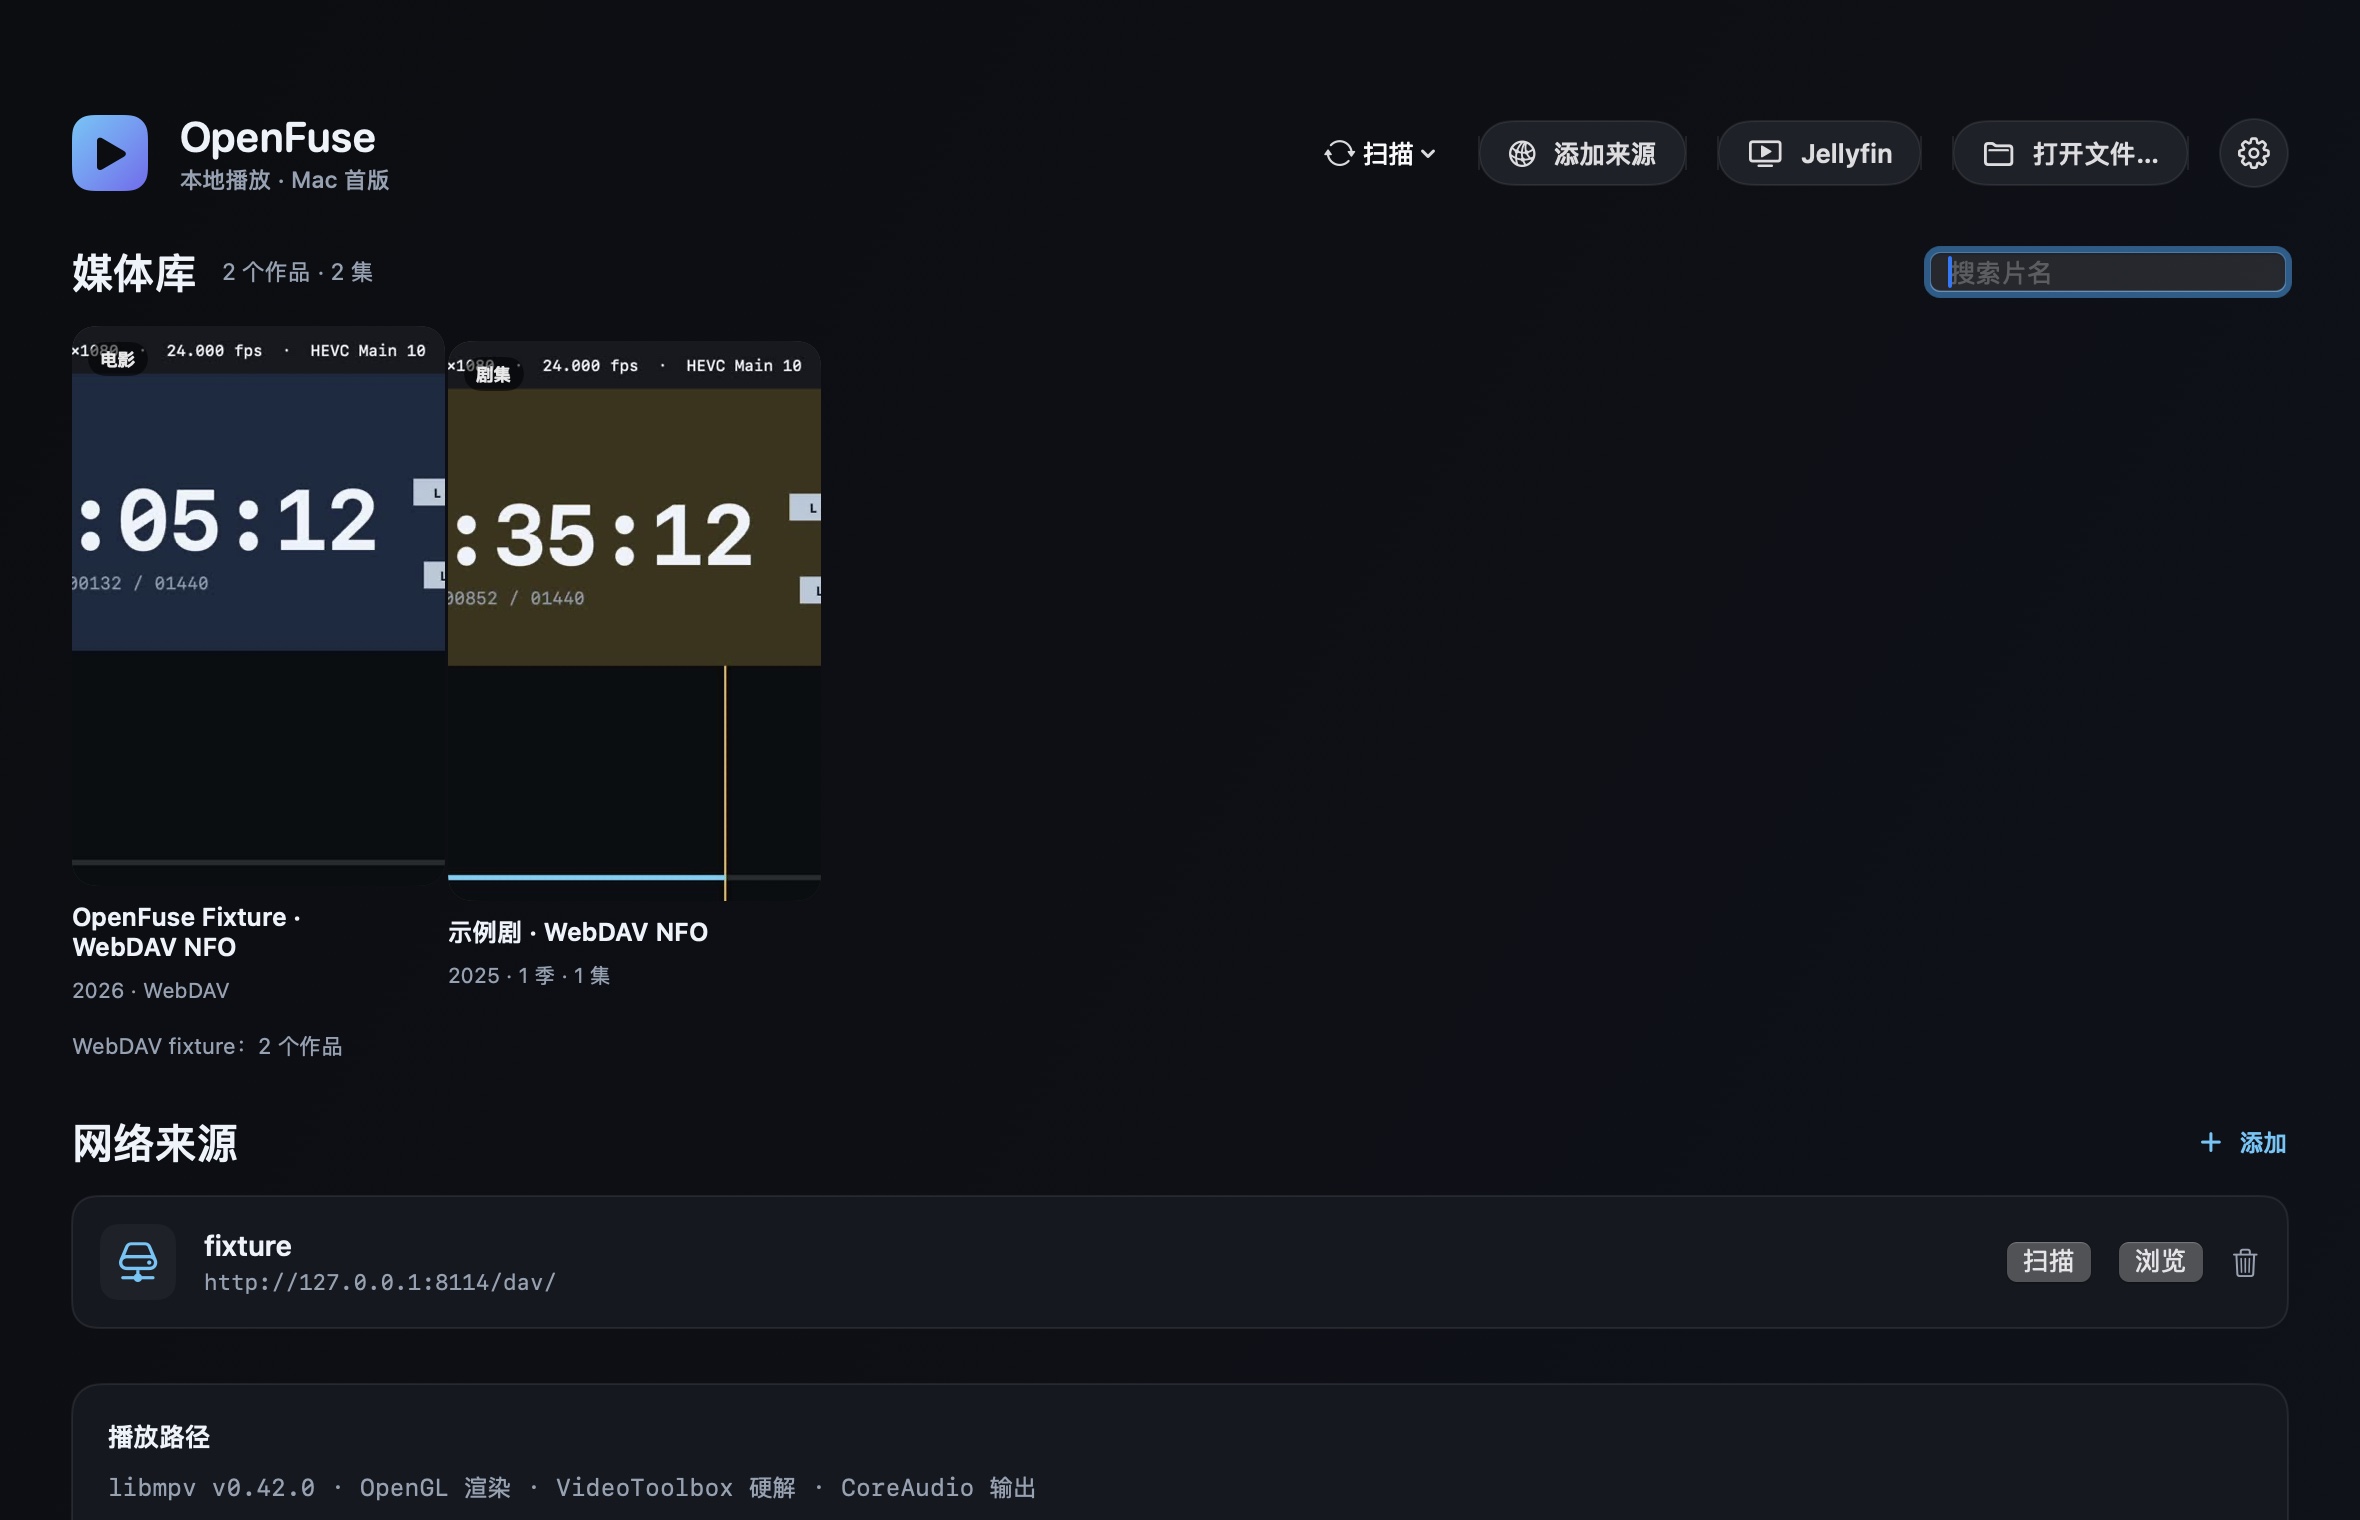 OpenFuse
本地播放 · Mac 首版
扫描
添加来源
Jellyfin
打开文件...
媒体库
2 个作品 · 2 集
搜索片名
电影
· 24.000 fps · HEVC Main 10
:05:12
L
00132 / 01440
剧集
· 24.000 fps · HEVC Main 10
:35:12
L
00852 / 01440
OpenFuse Fixture ·
WebDAV NFO
2026 · WebDAV
示例剧 · WebDAV NFO
2025 · 1 季 · 1 集
WebDAV fixture：2 个作品
网络来源
+ 添加
fixture
http://127.0.0.1:8114/dav/
扫描
浏览
播放路径
libmpv v0.42.0 · OpenGL 渲染 · VideoToolbox 硬解 · CoreAudio 输出